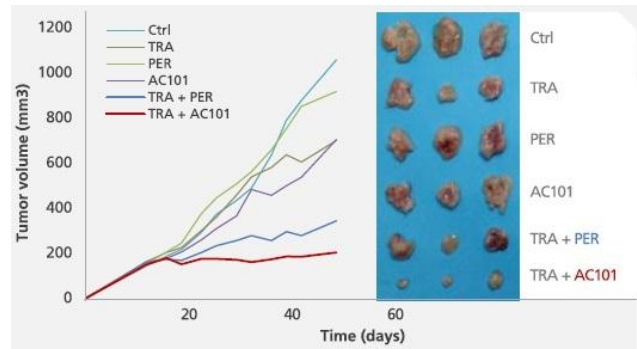 Tumor volume (mm3)
1200
1000
800
600
400
200
0
20
40
60
Time (days)
Ctrl
TRA
PER
AC101
TRA + PER
TRA + AC101
Ctrl
TRA
PER
AC101
TRA + PER
TRA + AC101